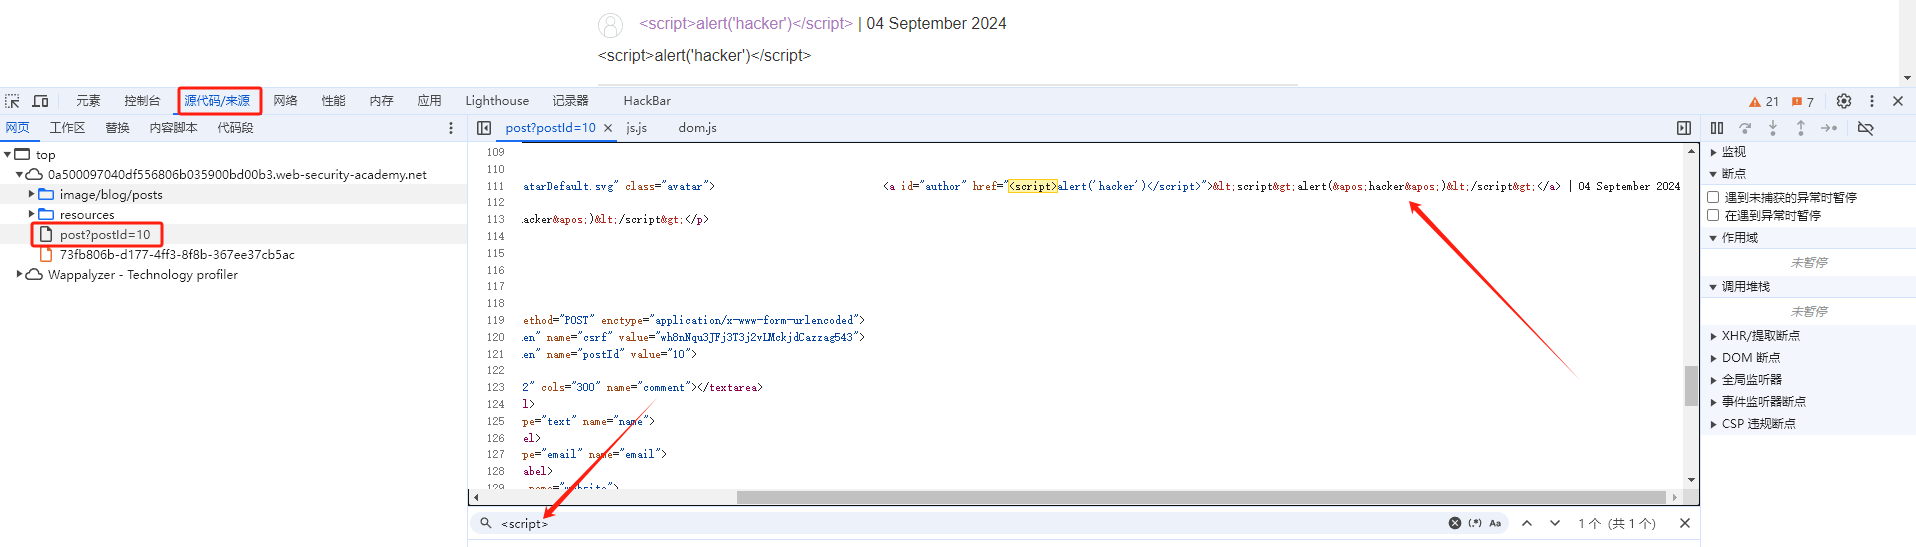 <script>alert('hacker')</script> | 04 September 2024
<script>alert('hacker')</script>
元素 控制台 源代码/来源 网络 性能 内存 应用 Lighthouse 记录器 HackBar 21 7
网页 工作区 替换 内容脚本 代码段
post?postId=10 js.js dom.js
top
0a500097040df556806b035900bd00b3.web-security-academy.net
image/blog/posts
resources
post?postId=10
73fb806b-d177-4ff3-8f8b-367ee37cb5ac
Wappalyzer - Technology profiler
109
110
111 atarDefault.svg" class="avatar"> <a id="author" href="<script>alert('hacker')</script>">&lt;script&gt;alert(&apos;hacker&apos;)&lt;/script&gt;</a> | 04 September 2024
112
113 acker&apos;)&lt;/script&gt;</p>
114
115
116
117
118
119 ethod="POST" enctype="application/x-www-form-urlencoded">
120 en" name="csrf" value="wh8nNqu3JFj3T3j2vLMckjdCazzag543">
121 en" name="postId" value="10">
122
123 2" cols="300" name="comment"></textarea>
124 l>
125 pe="text" name="name">
126 el>
127 pe="email" name="email">
128 abel>
129 name="website">
<script>
Aa
1 个 (共 1 个)
监视
断点
遇到未捕获的异常时暂停
在遇到异常时暂停
作用域
未暂停
调用堆栈
未暂停
XHR/提取断点
DOM 断点
全局监听器
事件监听器断点
CSP 违规断点